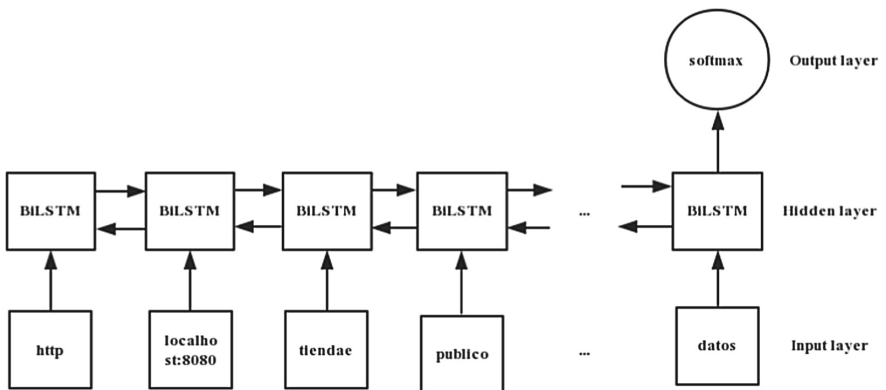 softmax
Output layer
BiLSTM
BiLSTM
BiLSTM
BiLSTM
...
BiLSTM
Hidden layer
http
localho
st:8080
tiendae
publico
...
datos
Input layer